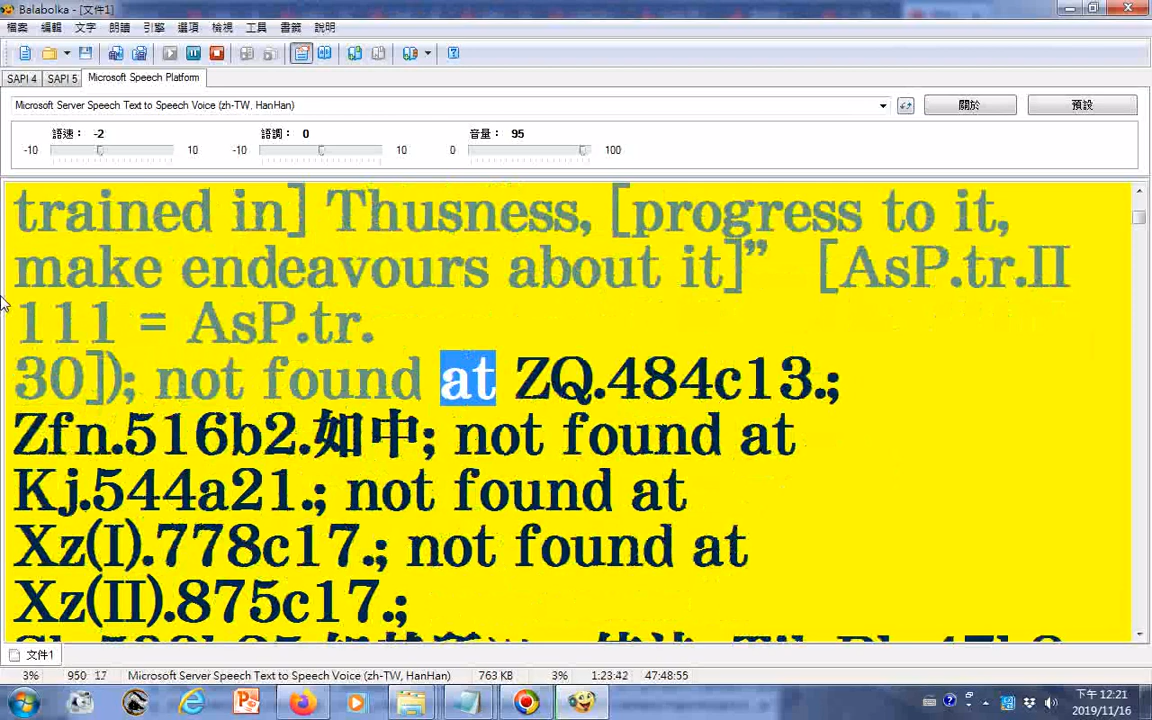 Balabolka - [文件1]
檔案 編輯 文字 朗讀 引擎 選項 檢視 工具 書籤 說明
SAPI 4 SAPI 5 Microsoft Speech Platform
Microsoft Server Speech Text to Speech Voice (zh-TW, HanHan) 關於 預設
語速： -2 語調： 0 音量： 95
-10 10 -10 10 0 100
trained in] Thusness, [progress to it,
make endeavours about it]” [AsP.tr.II
111 = AsP.tr.
30]); not found at ZQ.484c13.;
Zfn.516b2.如中; not found at
Kj.544a21.; not found at
Xz(I).778c17.; not found at
Xz(II).875c17.;
文件1
3% 950 17 Microsoft Server Speech Text to Speech Voice (zh-TW, HanHan) 763 KB 3% 1:23:42 47:48:55
下午 12:21
2019/11/16